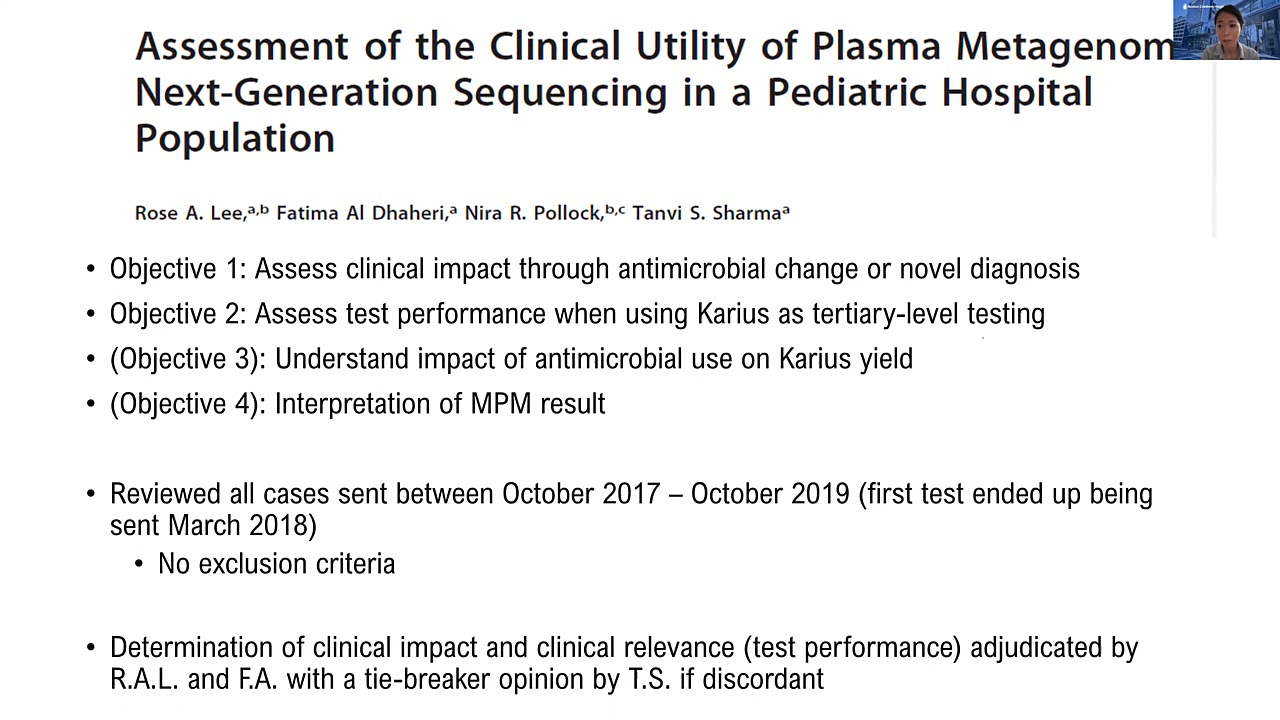 Assessment of the Clinical Utility of Plasma Metagenom
Next-Generation Sequencing in a Pediatric Hospital
Population
Rose A. Lee,ᵃ,ᵇ Fatima Al Dhaheri,ᵃ Nira R. Pollock,ᵇ,ᶜ Tanvi S. Sharmaᵃ
• Objective 1: Assess clinical impact through antimicrobial change or novel diagnosis
• Objective 2: Assess test performance when using Karius as tertiary-level testing
• (Objective 3): Understand impact of antimicrobial use on Karius yield
• (Objective 4): Interpretation of MPM result
• Reviewed all cases sent between October 2017 – October 2019 (first test ended up being
sent March 2018)
• No exclusion criteria
• Determination of clinical impact and clinical relevance (test performance) adjudicated by
R.A.L. and F.A. with a tie-breaker opinion by T.S. if discordant